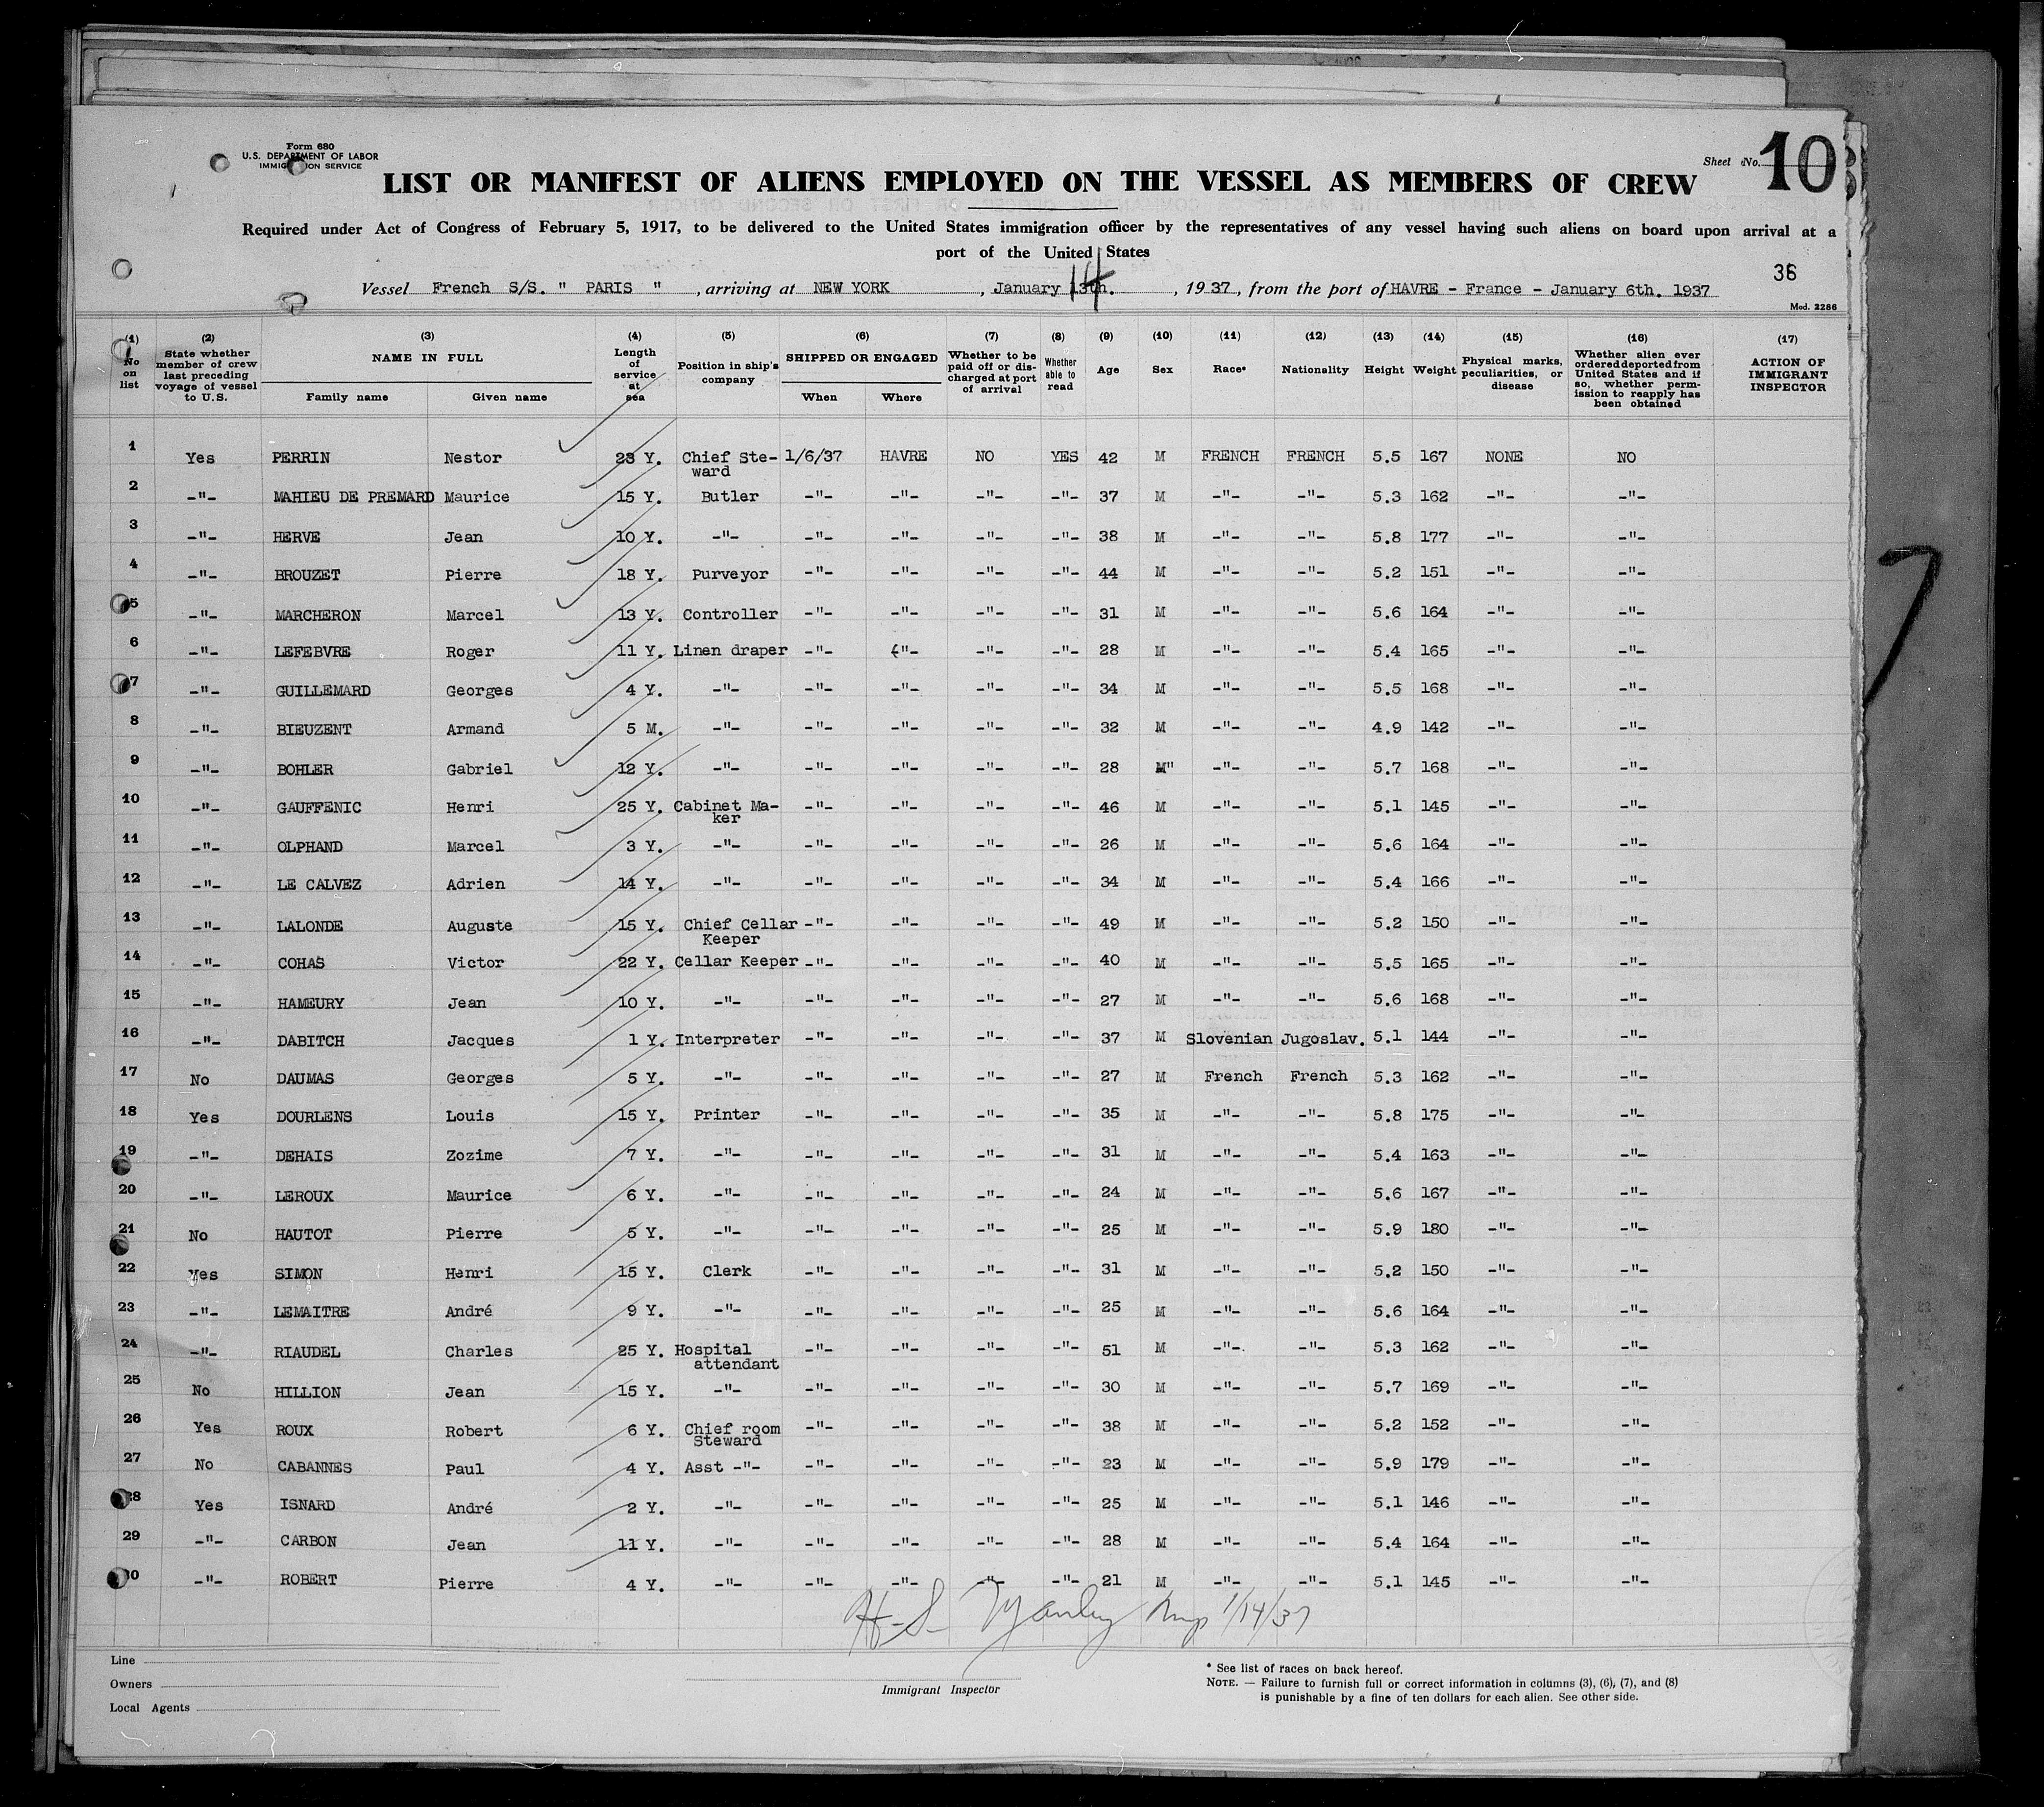 Form 680
U.S. DEPARTMENT OF LABOR
IMMIGRATION SERVICE
Sheet No. 10
LIST OR MANIFEST OF ALIENS EMPLOYED ON THE VESSEL AS MEMBERS OF CREW
Required under Act of Congress of February 5, 1917, to be delivered to the United States immigration officer by the representatives of any vessel having such aliens on board upon arrival at a
port of the United States
36
Vessel French S/S. " PARIS " , arriving at NEW YORK , January 13th. 14 , 1937 , from the port of HAVRE - France - January 6th. 1937
Mod. 2286
(1) No on list (2) State whether member of crew last preceding voyage of vessel to U.S. (3) NAME IN FULL Family name Given name (4) Length of service at sea (5) Position in ship's company (6) SHIPPED OR ENGAGED When Where (7) Whether to be paid off or discharged at port of arrival (8) Whether able to read (9) Age (10) Sex (11) Race* (12) Nationality (13) Height (14) Weight (15) Physical marks, peculiarities, or disease (16) Whether alien ever ordered deported from United States and if so, whether permission to reapply has been obtained (17) ACTION OF IMMIGRANT INSPECTOR
1 Yes PERRIN Nestor 23 Y. Chief Ste-ward 1/6/37 HAVRE NO YES 42 M FRENCH FRENCH 5.5 167 NONE NO
2 -"- MAHIEU DE PREMARD Maurice 15 Y. Butler -"- -"- -"- -"- 37 M -"- -"- 5.3 162 -"- -"-
3 -"- HERVE Jean 10 Y. -"- -"- -"- -"- -"- 38 M -"- -"- 5.8 177 -"- -"-
4 -"- BROUZET Pierre 18 Y. Purveyor -"- -"- -"- -"- 44 M -"- -"- 5.2 151 -"- -"-
5 -"- MARCHERON Marcel 13 Y. Controller -"- -"- -"- -"- 31 M -"- -"- 5.6 164 -"- -"-
6 -"- LEFEBVRE Roger 11 Y. Linen draper -"- ("- -"- -"- 28 M -"- -"- 5.4 165 -"- -"-
7 -"- GUILLEMARD Georges 4 Y. -"- -"- -"- -"- -"- 34 M -"- -"- 5.5 168 -"- -"-
8 -"- BIEUZENT Armand 5 M. -"- -"- -"- -"- -"- 32 M -"- -"- 4.9 142 -"- -"-
9 -"- BOHLER Gabriel 12 Y. -"- -"- -"- -"- -"- 28 M" -"- -"- 5.7 168 -"- -"-
10 -"- GAUFFENIC Henri 25 Y. Cabinet Ma-ker -"- -"- -"- -"- 46 M -"- -"- 5.1 145 -"- -"-
11 -"- OLPHAND Marcel 3 Y. -"- -"- -"- -"- -"- 26 M -"- -"- 5.6 164 -"- -"-
12 -"- LE CALVEZ Adrien 14 Y. -"- -"- -"- -"- -"- 34 M -"- -"- 5.4 166 -"- -"-
13 -"- LALONDE Auguste 15 Y. Chief Cellar Keeper -"- -"- -"- -"- 49 M -"- -"- 5.2 150 -"- -"-
14 -"- COHAS Victor 22 Y. Cellar Keeper -"- -"- -"- -"- 40 M -"- -"- 5.5 165 -"- -"-
15 -"- HAMEURY Jean 10 Y. -"- -"- -"- -"- -"- 27 M -"- -"- 5.6 168 -"- -"-
16 -"- DABITCH Jacques 1 Y. Interpreter -"- -"- -"- -"- 37 M Slovenian Jugoslav. 5.1 144 -"- -"-
17 No DAUMAS Georges 5 Y. -"- -"- -"- -"- -"- 27 M French French 5.3 162 -"- -"-
18 Yes DOURLENS Louis 15 Y. Printer -"- -"- -"- -"- 35 M -"- -"- 5.8 175 -"- -"-
19 -"- DEHAIS Zozime 7 Y. -"- -"- -"- -"- -"- 31 M -"- -"- 5.4 163 -"- -"-
20 -"- LEROUX Maurice 6 Y. -"- -"- -"- -"- -"- 24 M -"- -"- 5.6 167 -"- -"-
21 No HAUTOT Pierre 5 Y. -"- -"- -"- -"- -"- 25 M -"- -"- 5.9 180 -"- -"-
22 Yes SIMON Henri 15 Y. Clerk -"- -"- -"- -"- 31 M -"- -"- 5.2 150 -"- -"-
23 -"- LEMAITRE André 9 Y. -"- -"- -"- -"- -"- 25 M -"- -"- 5.6 164 -"- -"-
24 -"- RIAUDEL Charles 25 Y. Hospital attendant -"- -"- -"- -"- 51 M -"- -"- 5.3 162 -"- -"-
25 No HILLION Jean 15 Y. -"- -"- -"- -"- -"- 30 M -"- -"- 5.7 169 -"- -"-
26 Yes ROUX Robert 6 Y. Chief room Steward -"- -"- -"- -"- 38 M -"- -"- 5.2 152 -"- -"-
27 No CABANNES Paul 4 Y. Asst -"- -"- -"- -"- -"- 23 M -"- -"- 5.9 179 -"- -"-
28 Yes ISNARD André 2 Y. -"- -"- -"- -"- -"- 25 M -"- -"- 5.1 146 -"- -"-
29 -"- CARBON Jean 11 Y. -"- -"- -"- -"- -"- 28 M -"- -"- 5.4 164 -"- -"-
30 -"- ROBERT Pierre 4 Y. -"- -"- -"- -"- -"- 21 M -"- -"- 5.1 145 -"- -"-
H-S- 1/14/37
Line
Owners
Local Agents
Immigrant Inspector
* See list of races on back hereof.
NOTE. — Failure to furnish full or correct information in columns (3), (6), (7), and (8)
is punishable by a fine of ten dollars for each alien. See other side.